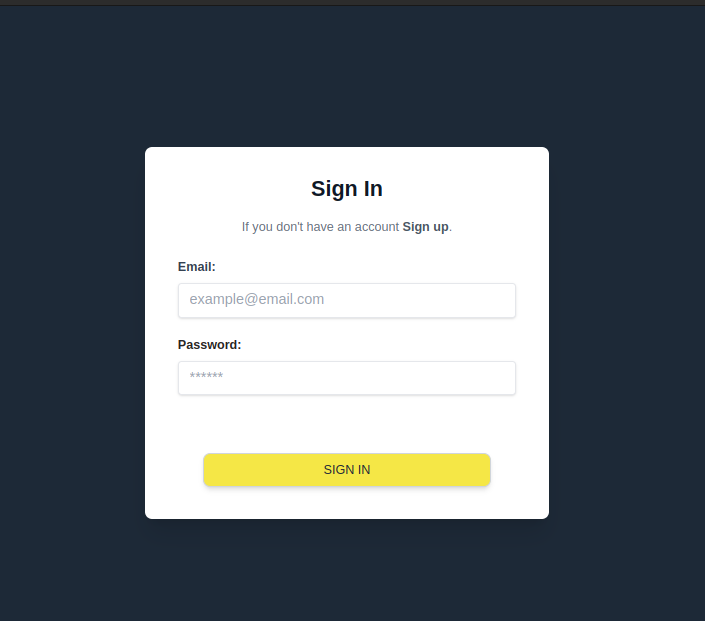 Sign In
If you don't have an account Sign up.
Email:
example@email.com
Password:
******
SIGN IN